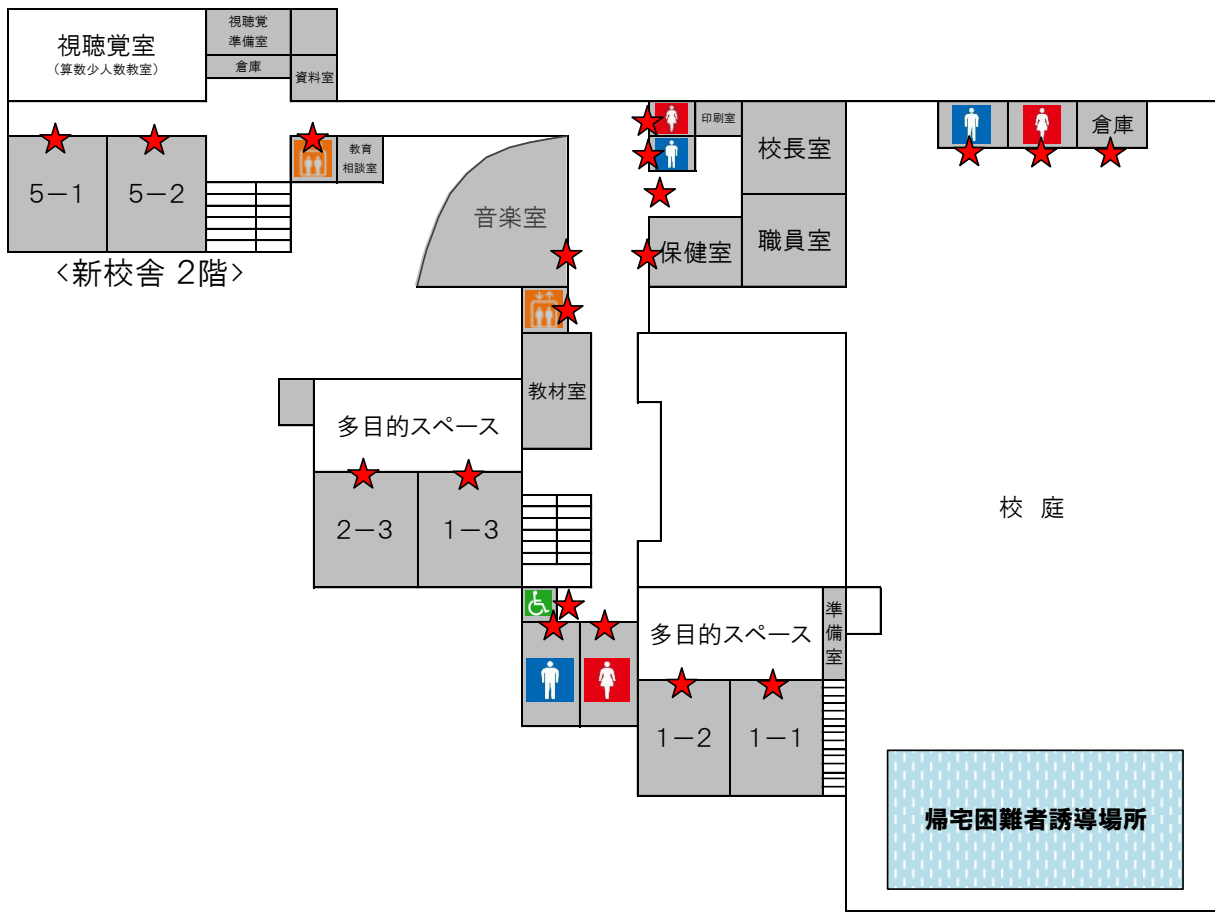 視聴覚室
（算数少人数教室）
視聴覚
準備室
倉庫
資料室
5－1
5－2
教育
相談室
<新校舎 2階>
音楽室
印刷室
校長室
保健室
職員室
倉庫
教材室
多目的スペース
2－3
1－3
校 庭
多目的スペース
準
備
室
1－2
1－1
帰宅困難者誘導場所